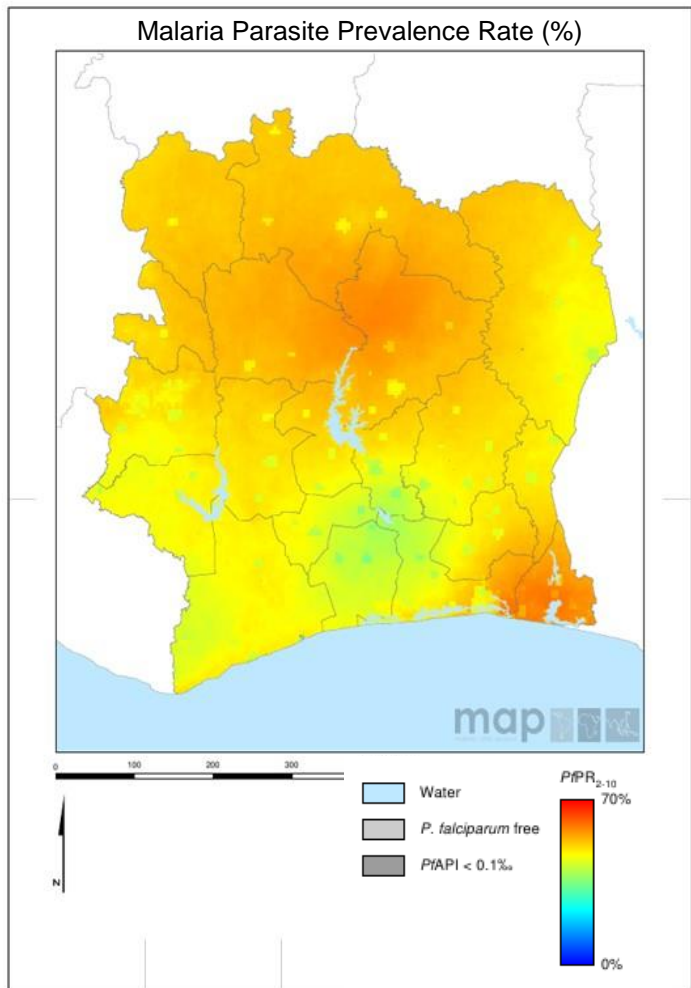 Malaria Parasite Prevalence Rate (%)
map
0 100 200 300
N
Water
P. falciparum free
PfAPI < 0.1‰
PfPR2-10
70%
0%